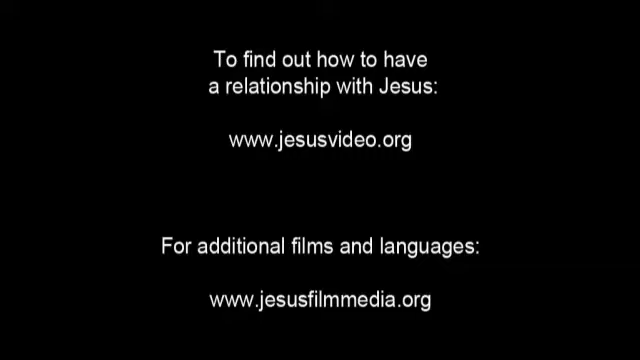 To find out how to have
a relationship with Jesus:
www.jesusvideo.org
For additional films and languages:
www.jesusfilmmedia.org